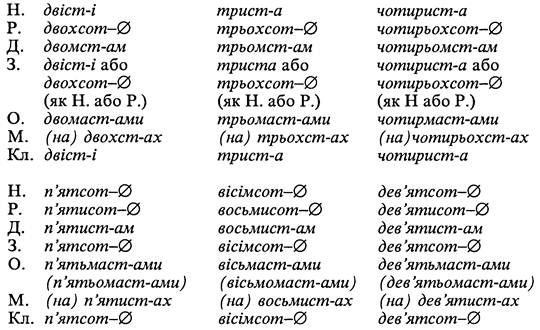 Н. двіст-і трист-а чотирист-а
Р. двохсот–∅ трьохсот–∅ чотирьохсот–∅
Д. двомст-ам трьомст-ам чотирьомст-ам
З. двіст-і або триста або чотирист-а або
двохсот–∅ трьохсот–∅ чотирьохсот–∅
(як Н. або Р.) (як Н. або Р.) (як Н або Р.)
О. двомаст-ами трьомаст-ами чотирмаст-ами
М. (на) двохст-ах (на) трьохст-ах (на)чотирьохст-ах
Кл. двіст-і трист-а чотирист-а
Н. п’ятсот–∅ вісімсот–∅ дев’ятсот–∅
Р. п’ятисот–∅ восьмисот–∅ дев’ятисот–∅
Д. п’ятист-ам восьмист-ам дев’ятист-ам
З. п’ятсот–∅ вісімсот–∅ дев’ятсот–∅
О. п’ятьмаст-ами вісьмаст-ами дев’ятьмаст-ами
(п’ятьомаст-ами) (вісьмомаст-ами) (дев’ятьомаст-ами)
М. (на) п’ятист-ах (на) восьмист-ах (на) дев’ятист-ах
Кл. п’ятсот–∅ вісімсот–∅ дев’ятсот–∅